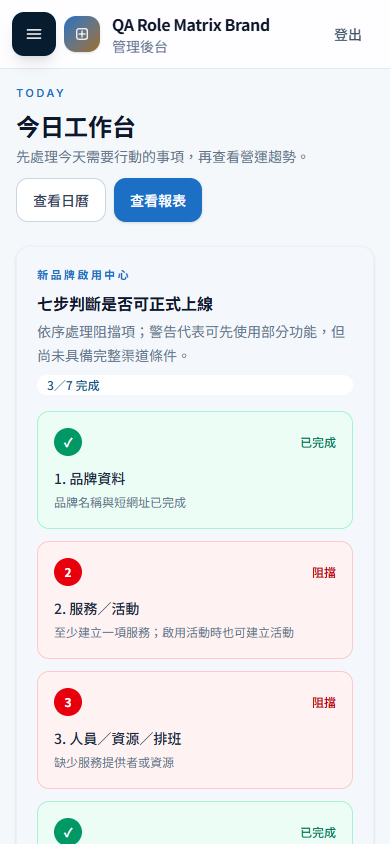 QA Role Matrix Brand
管理後台
登出
TODAY
今日工作台
先處理今天需要行動的事項，再查看營運趨勢。
查看日曆
查看報表
新品牌啟用中心
七步判斷是否可正式上線
依序處理阻擋項；警告代表可先使用部分功能，但
尚未具備完整渠道條件。
3／7 完成
✓
已完成
1. 品牌資料
品牌名稱與短網址已完成
2
阻擋
2. 服務／活動
至少建立一項服務；啟用活動時也可建立活動
3
阻擋
3. 人員／資源／排班
缺少服務提供者或資源
✓
已完成